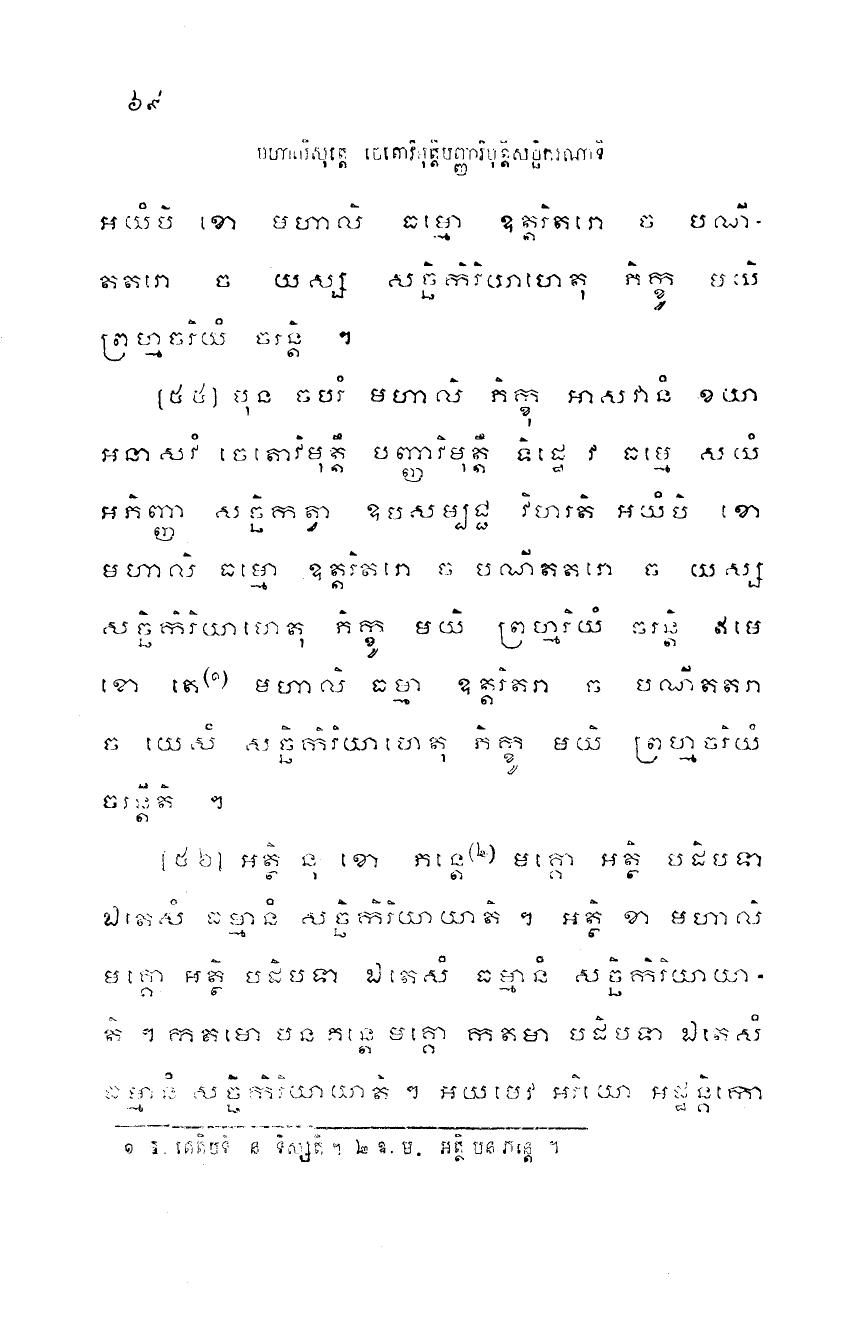 ៦៩
មហាលិសុត្តេ ចេតោវិមុត្តិបញ្ញាវិមុត្តិសច្ឆិករណាទិ
អយំបិ ខោ មហាលិ ធម្មោ ឧត្តរិតរោ ច បណី-
តតរោ ច យស្ស សច្ឆិកិរិយាហេតុ ភិក្ខូ មយិ
ព្រហ្មចរិយំ ចរន្តិ ។
[៥៥] បុន ចបរំ មហាលិ ភិក្ខុ អាសវានំ ខយា
អនាសវំ ចេតោវិមុត្តឹ បញ្ញាវិមុត្តឹ ទិដ្ឋេ វ ធម្មេ សយំ
អភិញ្ញា សច្ឆិកត្វា ឧបសម្បជ្ជ វិហរតិ អយំបិ ខោ
មហាលិ ធម្មោ ឧត្តរិតរោ ច បណីតតរោ ច យស្ស
សច្ឆិកិរិយាហេតុ ភិក្ខូ មយិ ព្រហ្មរិយំ ចរន្តិ ឥមេ
ខោ តេ(១) មហាលិ ធម្មា ឧត្តរិតរា ច បណីតតរា
ច យេសំ សច្ឆិកិរិយាហេតុ ភិក្ខូ មយិ ព្រហ្មចរិយំ
ចរន្តីតិ ។
[៥៦] អត្ថិ នុ ខោ ភន្តេ(២) មគ្គោ អត្ថិ បដិបទា
ឯតេសំ ធម្មានំ សច្ឆិកិរិយាយាតិ ។ អត្ថិ ខា មហាលិ
មគ្គោ អត្ថិ បដិបទា ឯតេសំ ធម្មានំ សច្ឆិកិរិយាយា-
តិ ។ កតមោ បន ភន្តេ មគ្គោ កតមា បដិបទា ឯតេសំ
ធម្មានំ សច្ឆិកិរិយាយាតិ ។ អយមេវ អរិយោ អដ្ឋង្គិកោ
១ ឱ. តេតិបទំ ន ទិស្សតិ ។ ២ ឧ. ម. អត្ថិ បន ភន្តេ ។